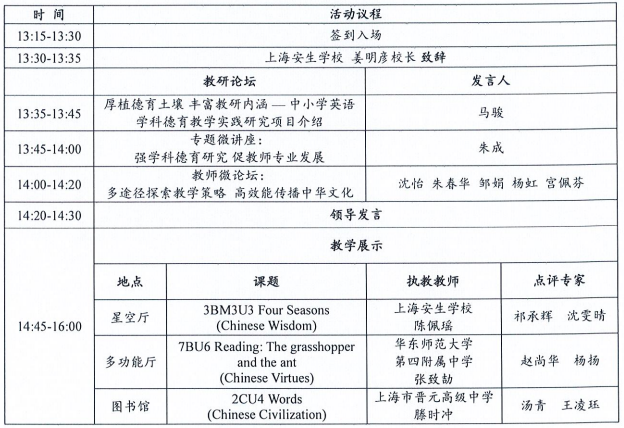 时 间 活动议程
13:15-13:30 签到入场
13:30-13:35 上海安生学校 姜明彦校长 致辞
教研论坛 发言人
13:35-13:45 厚植德育土壤 丰富教研内涵 — 中小学英语 马骏
学科德育教学实践研究项目介绍
13:45-14:00 专题微讲座: 朱成
强学科德育研究 促教师专业发展
14:00-14:20 教师微论坛: 沈怡 朱春华 邹娟 杨虹 宫佩芬
多途径探索教学策略 高效能传播中华文化
14:20-14:30 领导发言
14:45-16:00 教学展示
地点 课题 执教教师 点评专家
星空厅 3BM3U3 Four Seasons 上海安生学校 祁承辉 沈雯晴
(Chinese Wisdom) 陈佩瑶
多功能厅 7BU6 Reading: The grasshopper 华东师范大学 赵尚华 杨扬
and the ant 第四附属中学
(Chinese Virtues) 张致劼
图书馆 2CU4 Words 上海市晋元高级中学 汤青 王凌珏
(Chinese Civilization) 滕时冲